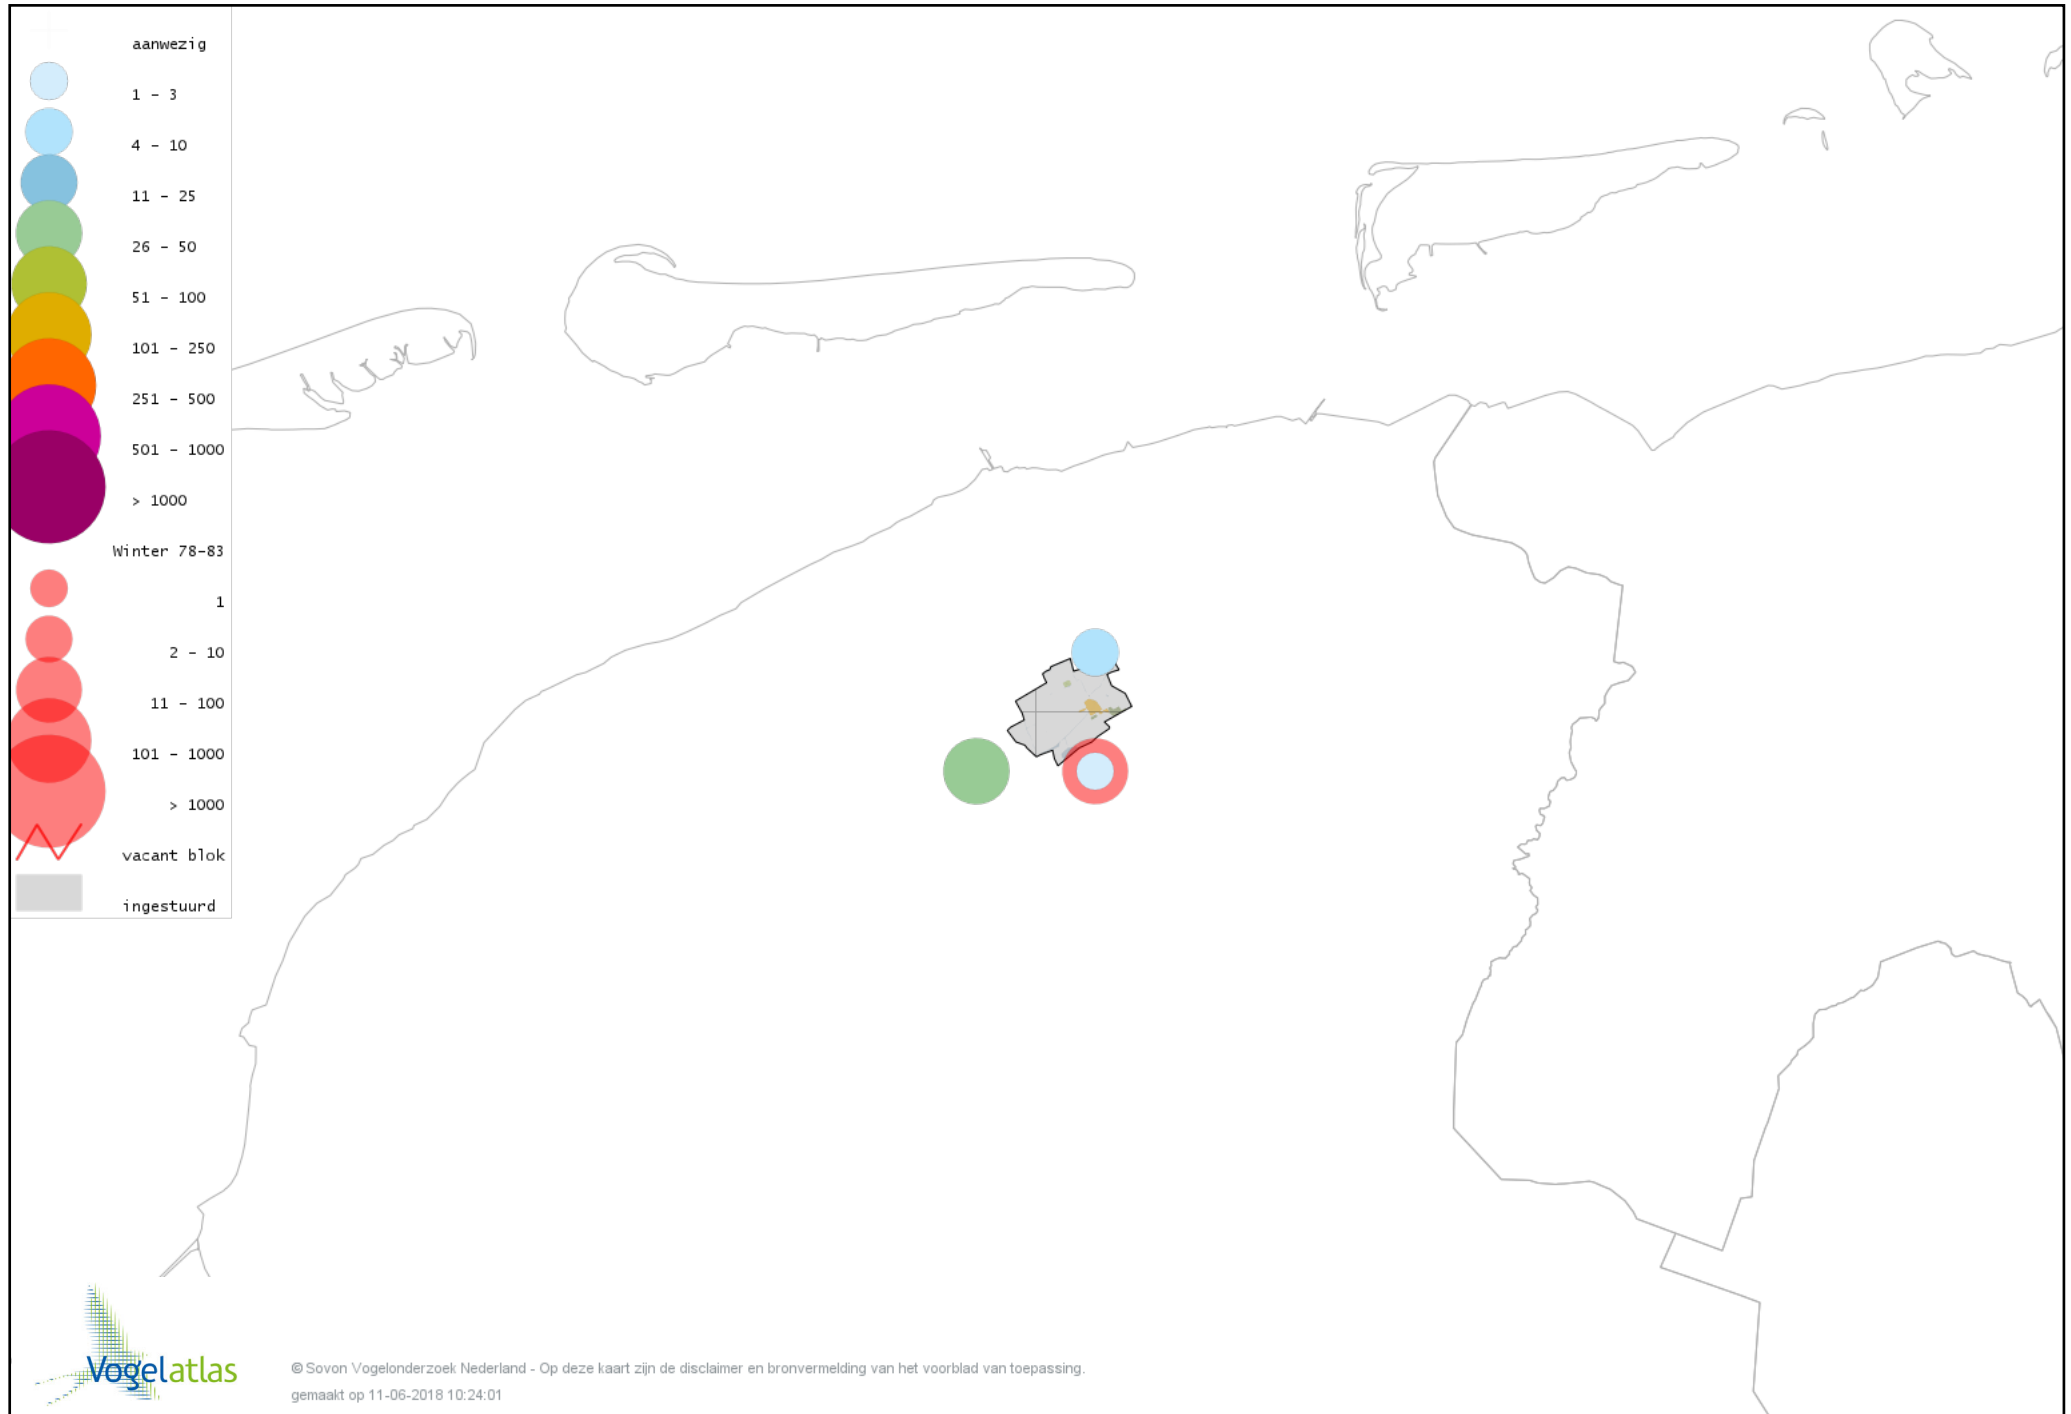 aanwezig
1 - 3
4 - 10
11 - 25
26 - 50
51 - 100
101 - 250
251 - 500
501 - 1000
> 1000
Winter 78-83
1
2 - 10
11 - 100
101 - 1000
> 1000
vacant blok
ingestuurd
Vogelatlas
© Sovon Vogelonderzoek Nederland - Op deze kaart zijn de disclaimer en bronvermelding van het voorblad van toepassing.
gemaakt op 11-06-2018 10:24:01